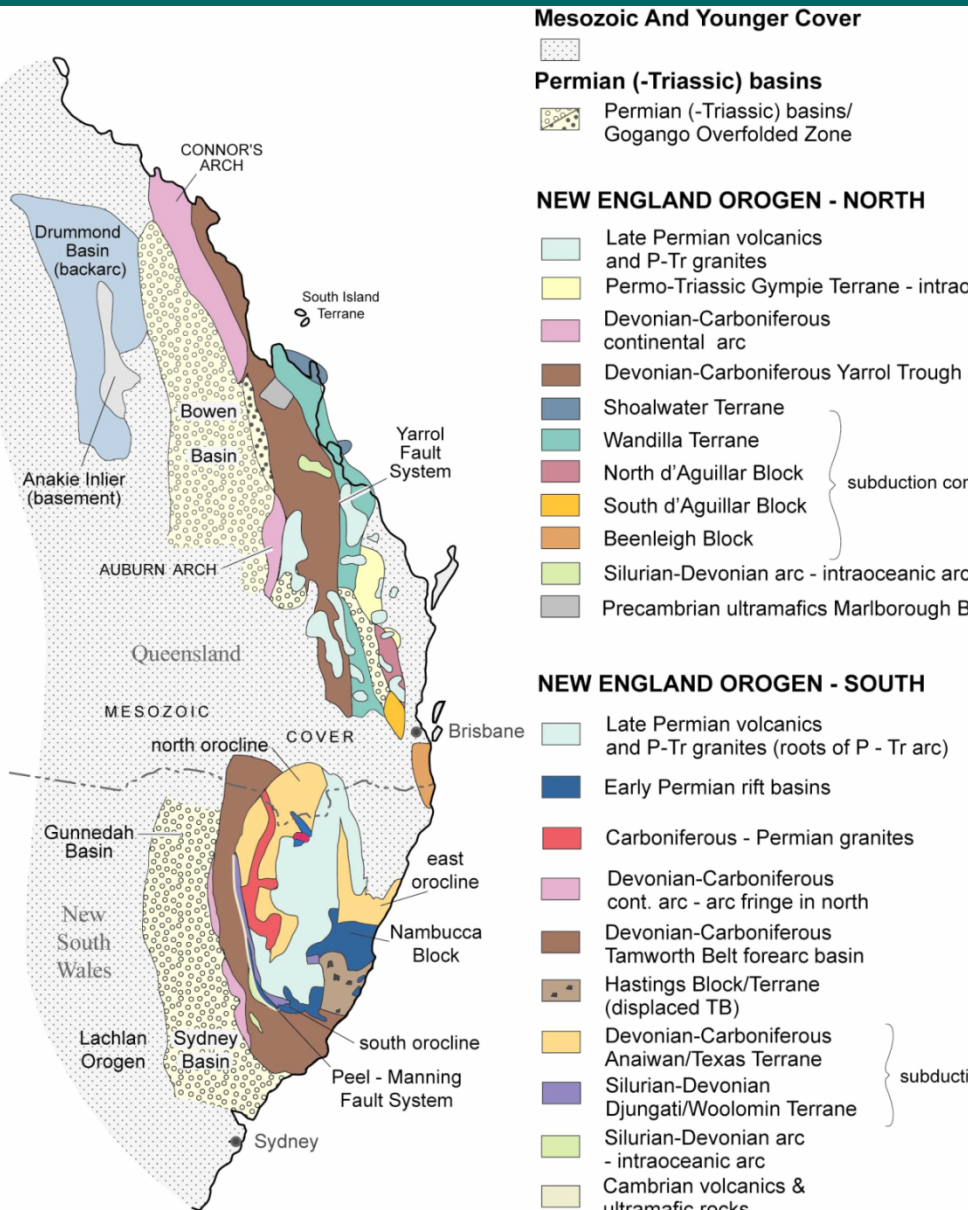 CONNOR'S
ARCH
Drummond
Basin
(backarc)
South Island
Terrane
Bowen
Basin
Yarrol
Fault
System
Anakie Inlier
(basement)
AUBURN ARCH
Queensland
MESOZOIC
COVER
north orocline
Brisbane
Gunnedah
Basin
east
orocline
New
South
Wales
Nambucca
Block
Lachlan
Orogen
Sydney
Basin
south orocline
Peel - Manning
Fault System
Sydney
Mesozoic And Younger Cover
Permian (-Triassic) basins
Permian (-Triassic) basins/
Gogango Overfolded Zone
NEW ENGLAND OROGEN - NORTH
Late Permian volcanics
and P-Tr granites
Permo-Triassic Gympie Terrane - intrao
Devonian-Carboniferous
continental arc
Devonian-Carboniferous Yarrol Trough
Shoalwater Terrane
Wandilla Terrane
North d'Aguillar Block
subduction com
South d'Aguillar Block
Beenleigh Block
Silurian-Devonian arc - intraoceanic arc
Precambrian ultramafics Marlborough B
NEW ENGLAND OROGEN - SOUTH
Late Permian volcanics
and P-Tr granites (roots of P - Tr arc)
Early Permian rift basins
Carboniferous - Permian granites
Devonian-Carboniferous
cont. arc - arc fringe in north
Devonian-Carboniferous
Tamworth Belt forearc basin
Hastings Block/Terrane
(displaced TB)
Devonian-Carboniferous
Anaiwan/Texas Terrane
subducti
Silurian-Devonian
Djungati/Woolomin Terrane
Silurian-Devonian arc
- intraoceanic arc
Cambrian volcanics &
ultramafic rocks